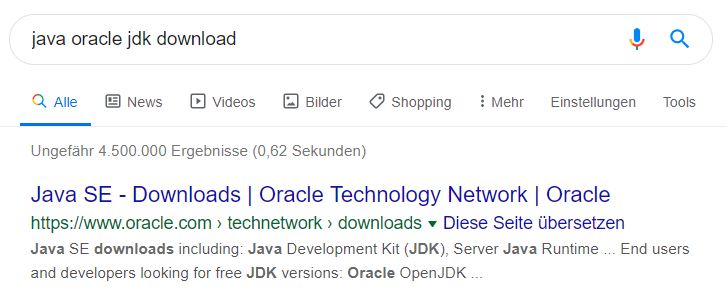 java oracle jdk download
Alle News Videos Bilder Shopping Mehr Einstellungen Tools
Ungefähr 4.500.000 Ergebnisse (0,62 Sekunden)
Java SE - Downloads | Oracle Technology Network | Oracle
https://www.oracle.com › technetwork › downloads ▾ Diese Seite übersetzen
Java SE downloads including: Java Development Kit (JDK), Server Java Runtime ... End users
and developers looking for free JDK versions: Oracle OpenJDK ...